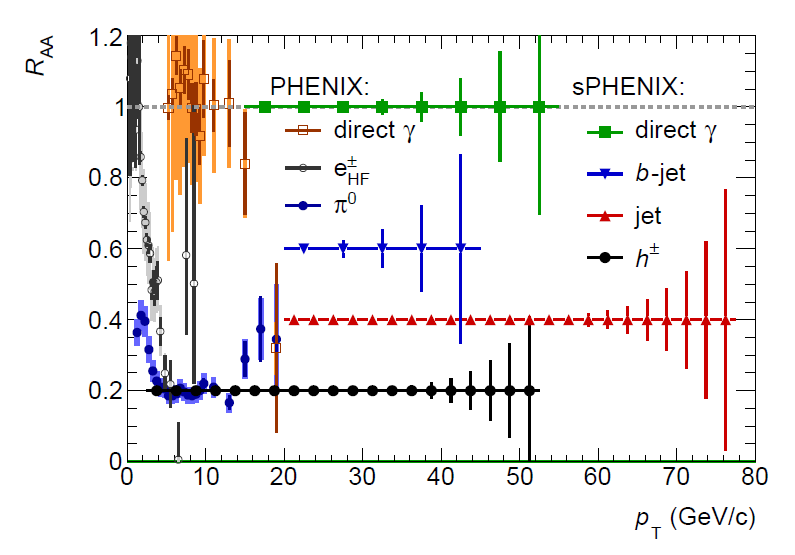 R_AA
1.2
1
0.8
0.6
0.4
0.2
0
PHENIX:
direct γ
e^±_HF
π^0
sPHENIX:
direct γ
b-jet
jet
h^±
0 10 20 30 40 50 60 70 80
p_T (GeV/c)